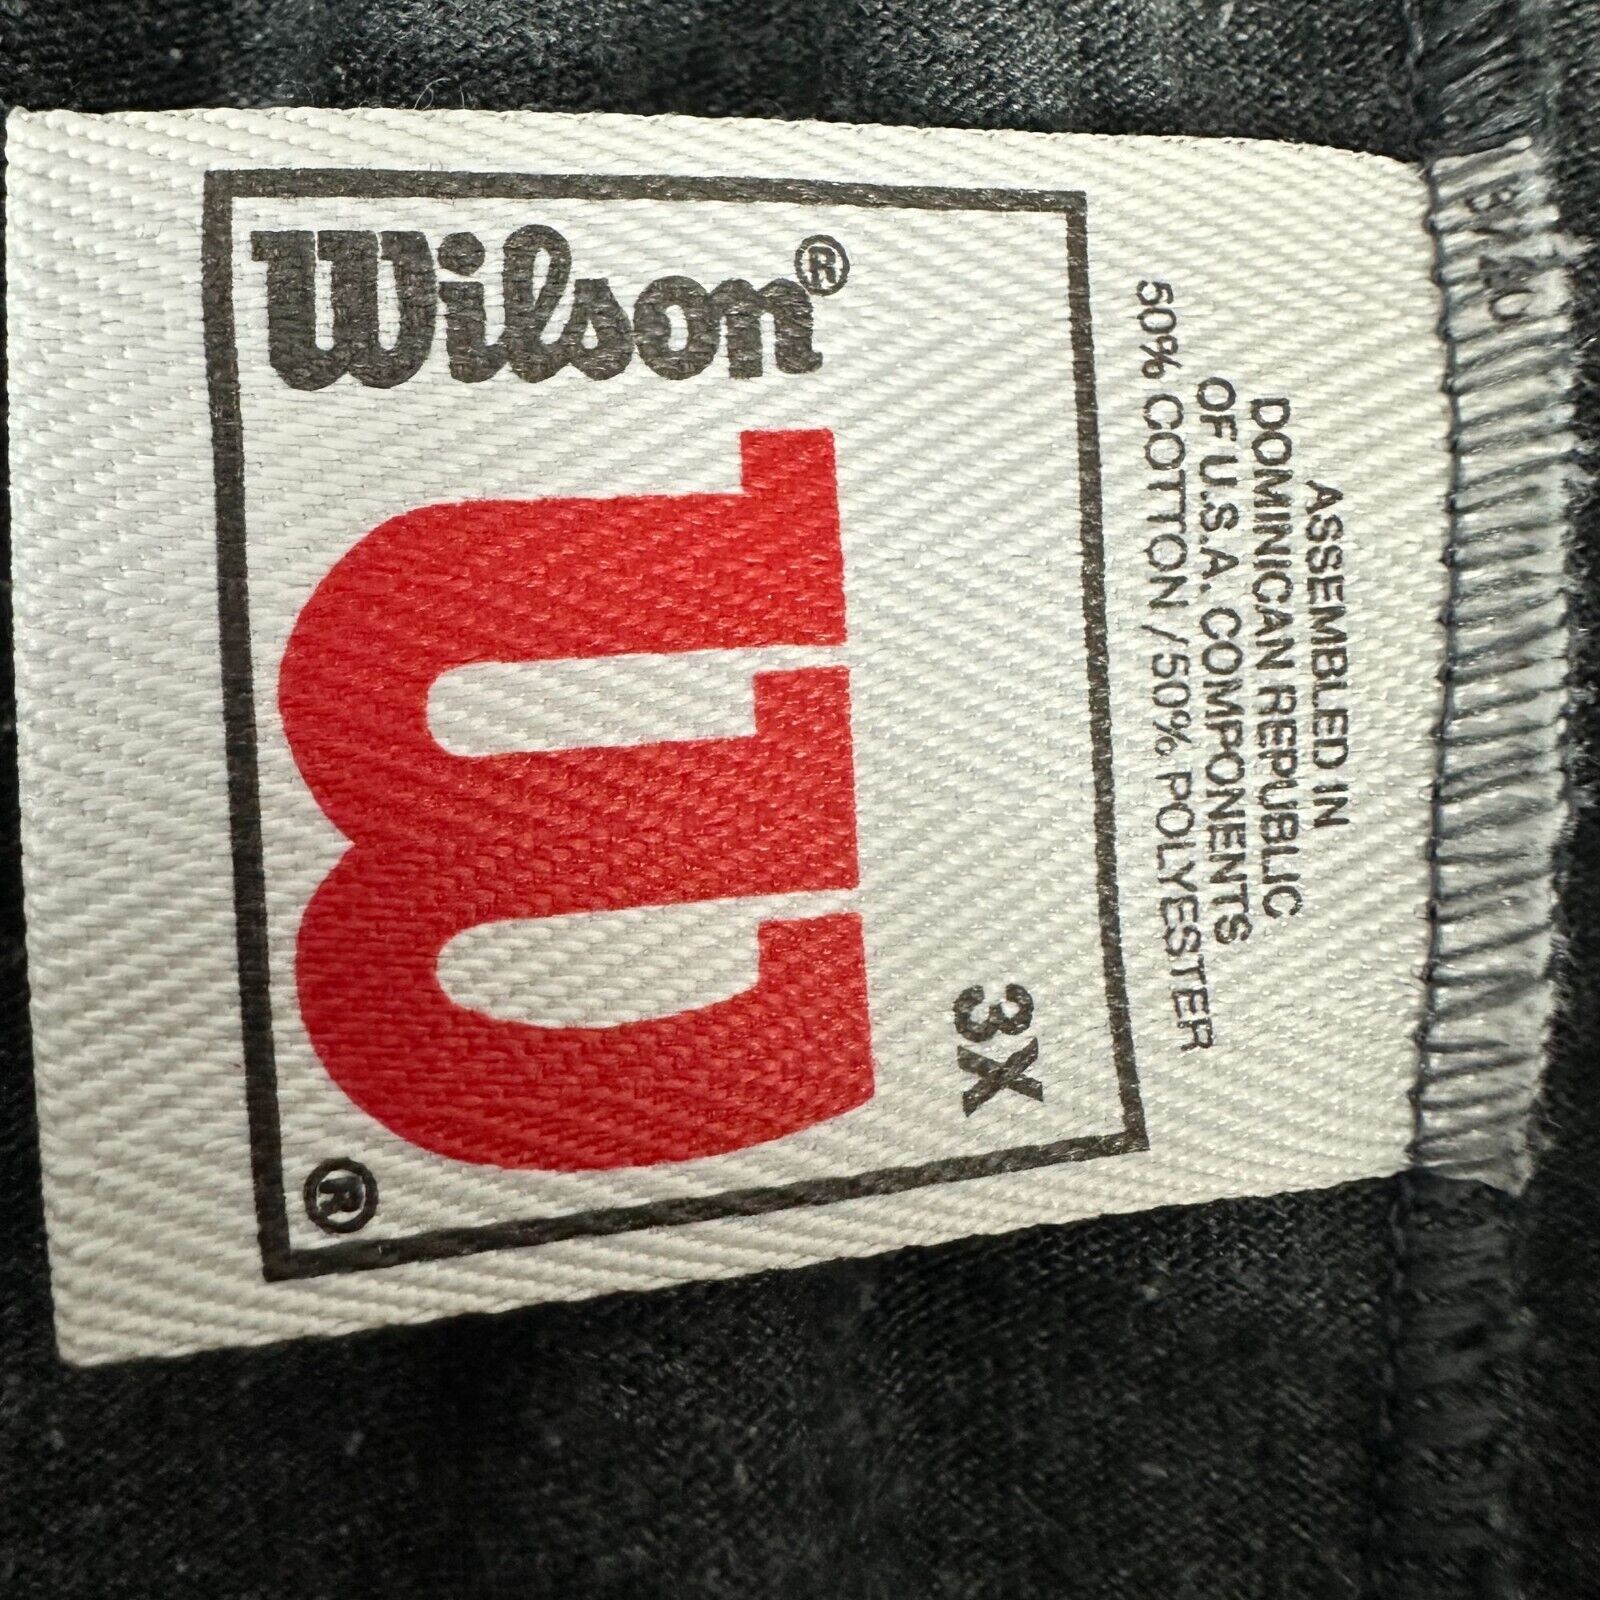 Wilson®
W
®
3X
50% COTTON / 50% POLYESTER
OF U.S.A. COMPONENTS
DOMINICAN REPUBLIC
ASSEMBLED IN